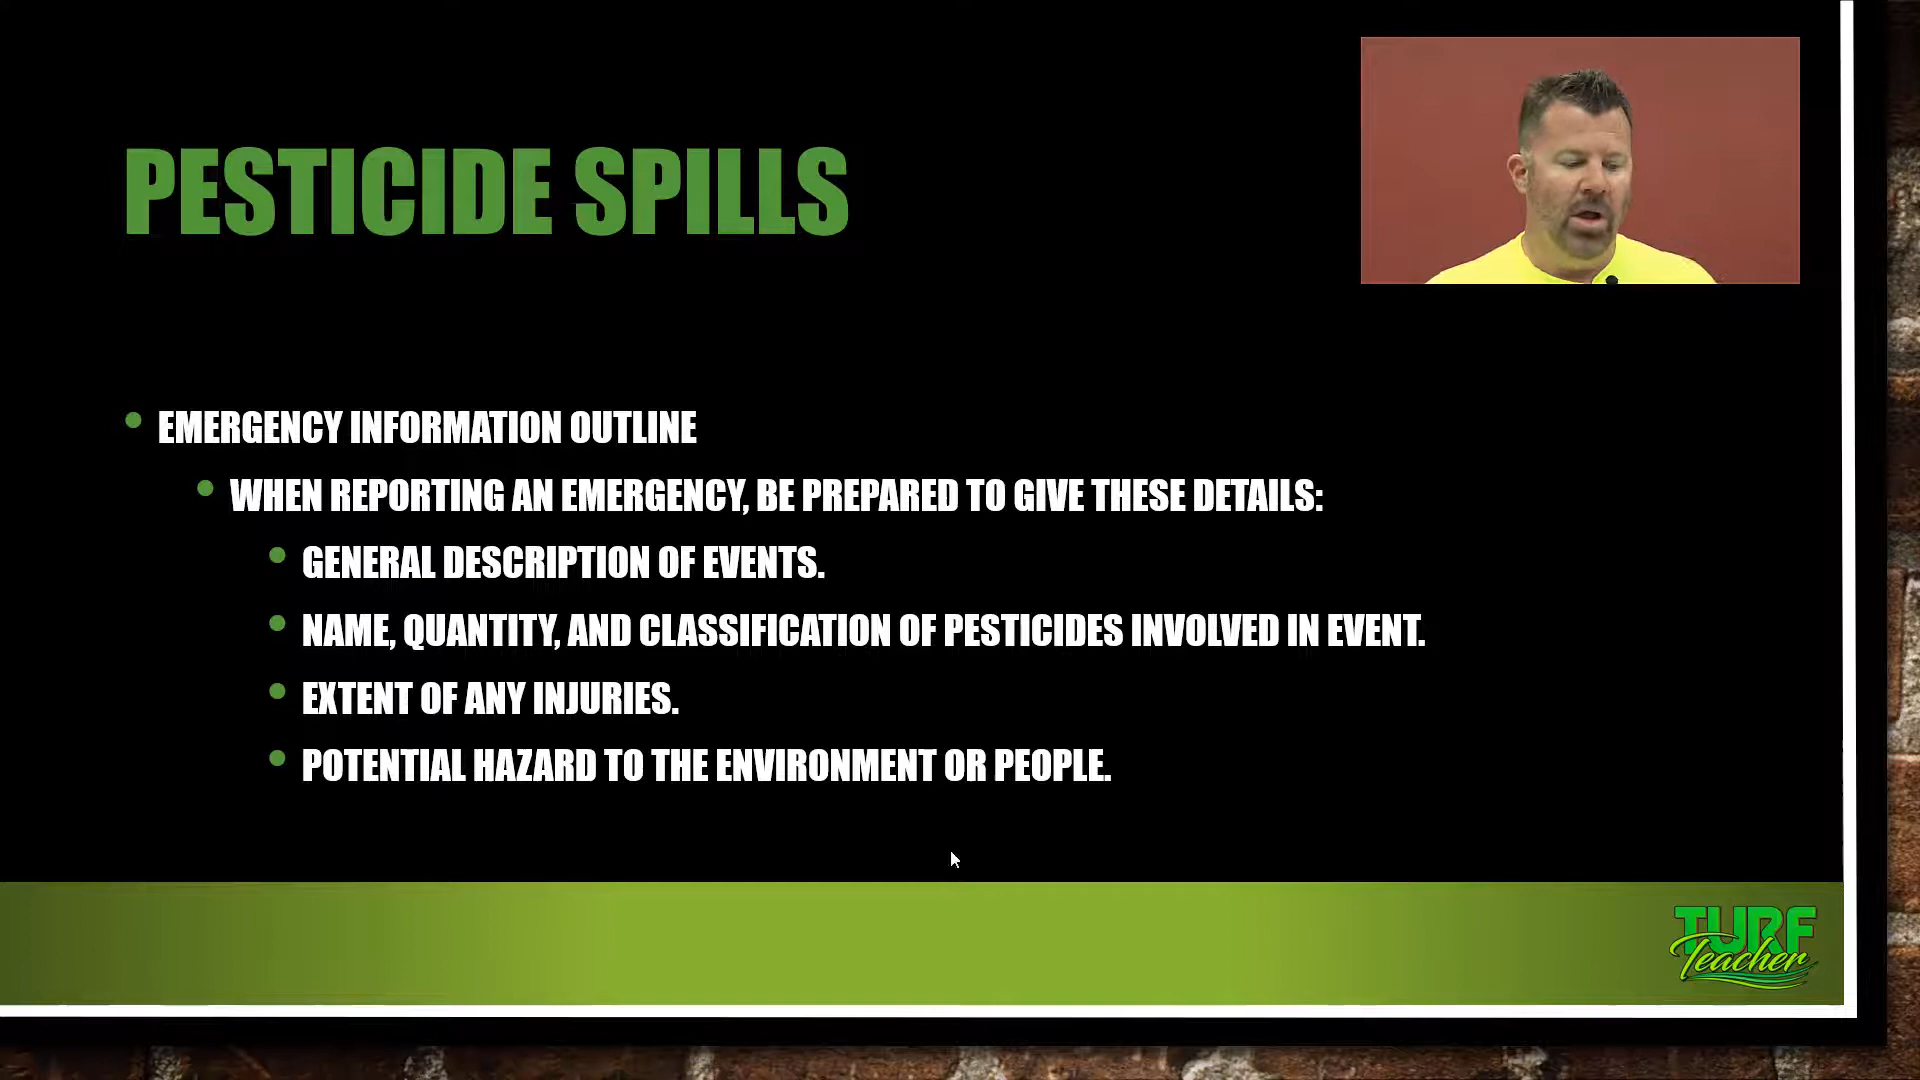 PESTICIDE SPILLS
EMERGENCY INFORMATION OUTLINE
WHEN REPORTING AN EMERGENCY, BE PREPARED TO GIVE THESE DETAILS:
GENERAL DESCRIPTION OF EVENTS.
NAME, QUANTITY, AND CLASSIFICATION OF PESTICIDES INVOLVED IN EVENT.
EXTENT OF ANY INJURIES.
POTENTIAL HAZARD TO THE ENVIRONMENT OR PEOPLE.
TURF
Teacher